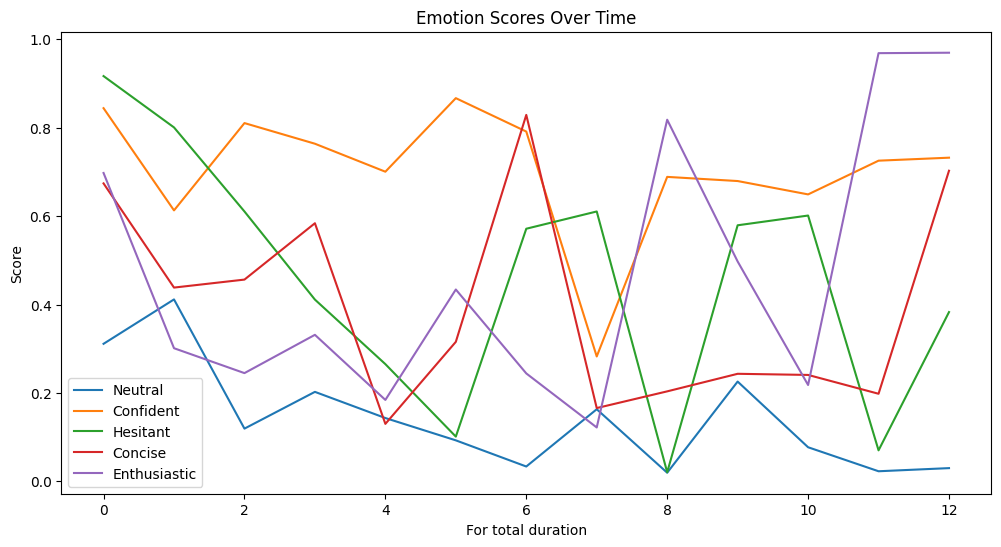 Emotion Scores Over Time
1.0
0.8
0.6
0.4
0.2
0.0
Score
Neutral
Confident
Hesitant
Concise
Enthusiastic
0 2 4 6 8 10 12
For total duration